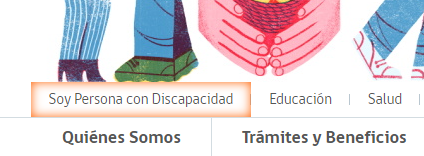 Soy Persona con Discapacidad Educación Salud
Quiénes Somos Trámites y Beneficios